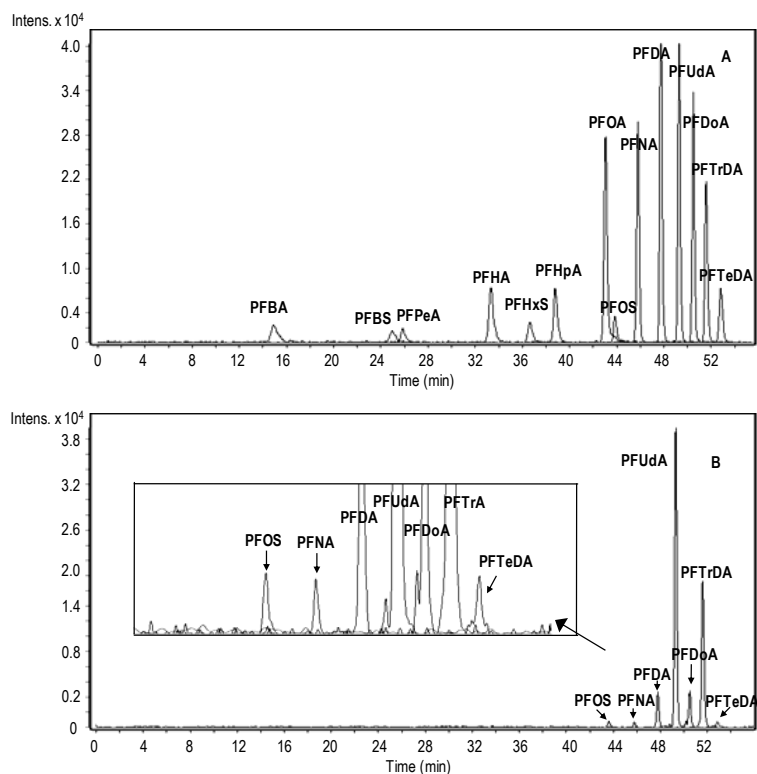 Intens. x 10⁴
4.0
3.4
2.8
2.2
1.6
1.0
0.4
0
PFBA
PFBS
PFPeA
PFHA
PFHxS
PFHpA
PFOA
PFOS
PFNA
PFDA
PFUdA
PFDoA
PFTrDA
PFTeDA
A
0 4 8 12 16 20 24 28 32 36 40 44 48 52
Time (min)
Intens. x 10⁴
3.8
3.2
2.6
2.0
1.4
0.8
0.2
0
PFOS
PFNA
PFDA
PFUdA
PFDoA
PFTrA
PFTeDA
PFUdA
B
PFTrDA
PFDoA
PFDA
PFOS
PFNA
PFTeDA
0 4 8 12 16 20 24 28 32 36 40 44 48 52
Time (min)